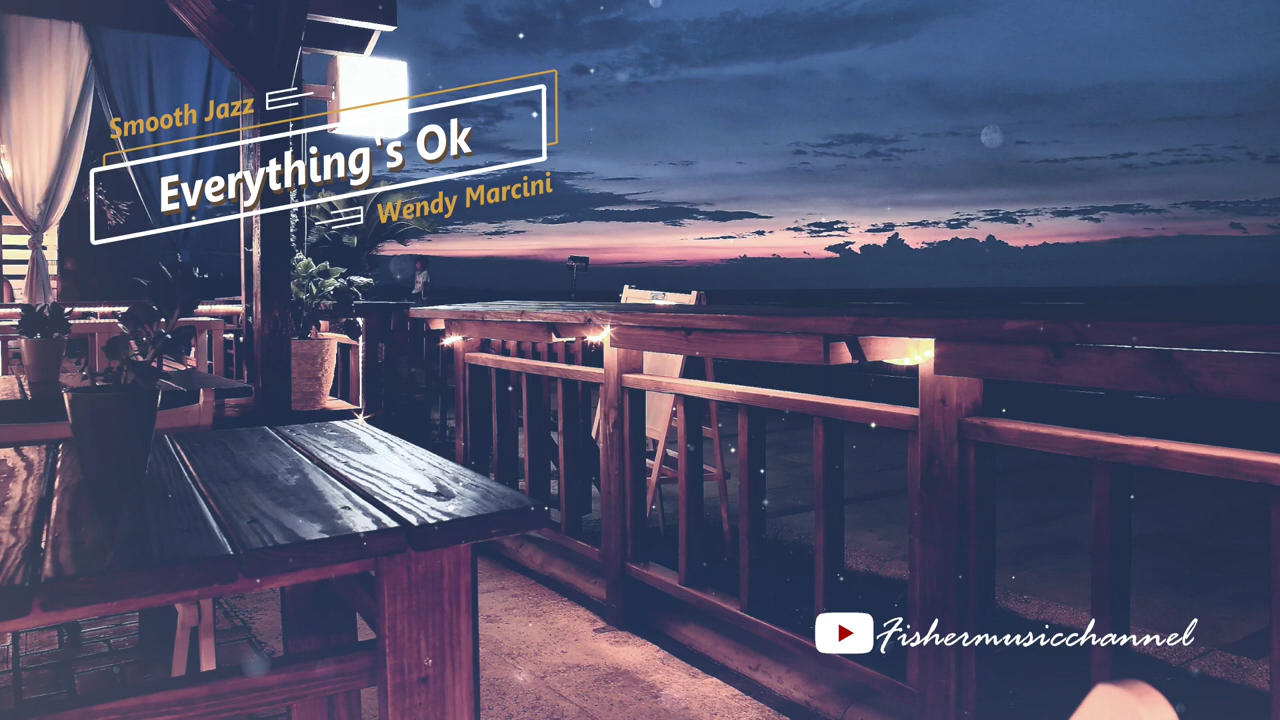 Smooth Jazz
Everything's Ok
Wendy Marcini
Fishermusicchannel